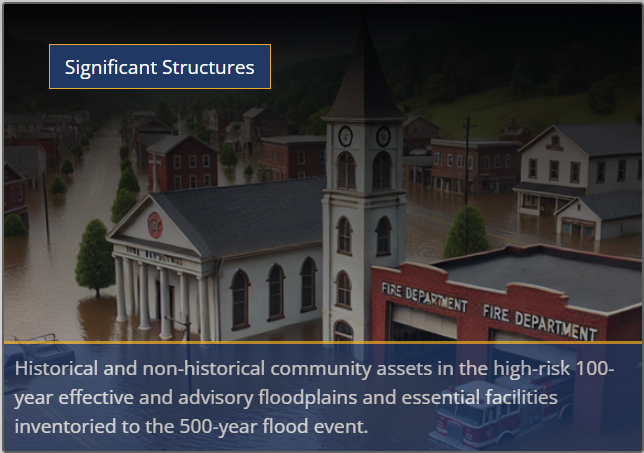 Significant Structures
FIRE DEPARTMENT
FIRE DEPARTMENT
Historical and non-historical community assets in the high-risk 100-
year effective and advisory floodplains and essential facilities
inventoried to the 500-year flood event.